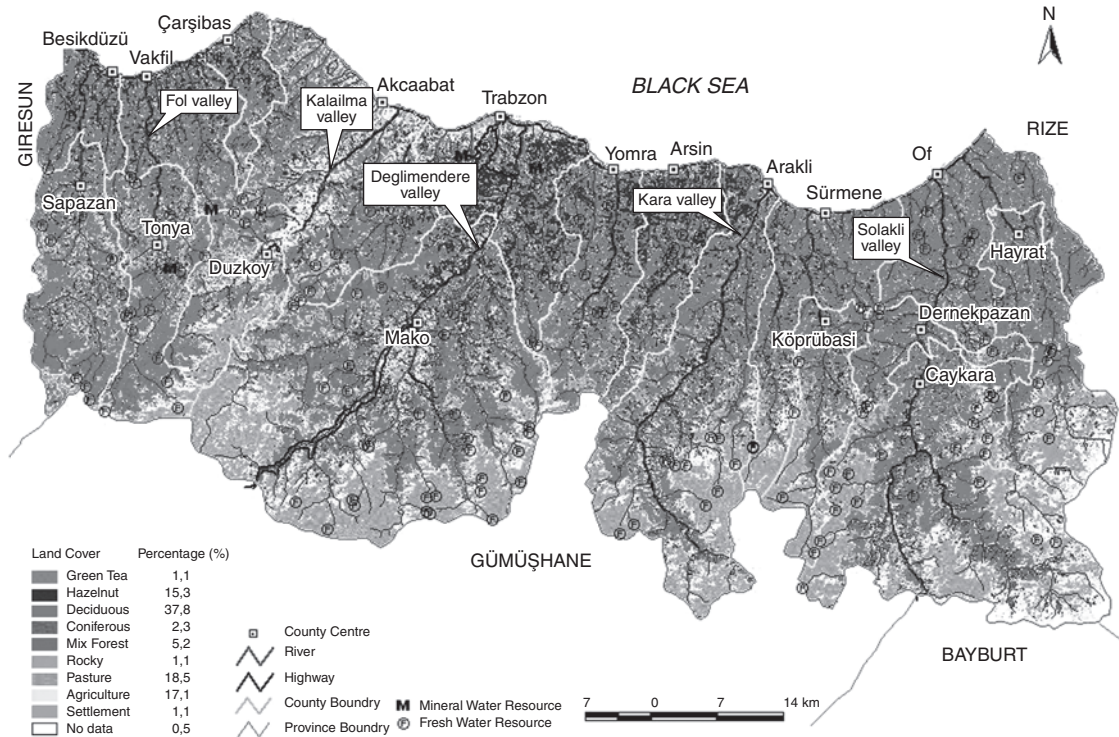 N
BLACK SEA
GIRESUN
RIZE
GÜMÜŞHANE
BAYBURT
Besikdüzü
Vakfil
Çarşibas
Akcaabat
Trabzon
Yomra
Arsin
Arakli
Sürmene
Of
Fol valley
Kalailma
valley
Deglimendere
valley
Kara valley
Solakli
valley
Sapazan
Tonya
Duzkoy
Mako
Köprübasi
Hayrat
Dernekpazan
Caykara
Land Cover Percentage (%)
Green Tea 1,1
Hazelnut 15,3
Deciduous 37,8
Coniferous 2,3
Mix Forest 5,2
Rocky 1,1
Pasture 18,5
Agriculture 17,1
Settlement 1,1
No data 0,5
County Centre
River
Highway
County Boundry
Province Boundry
M Mineral Water Resource
F Fresh Water Resource
7 0 7 14 km